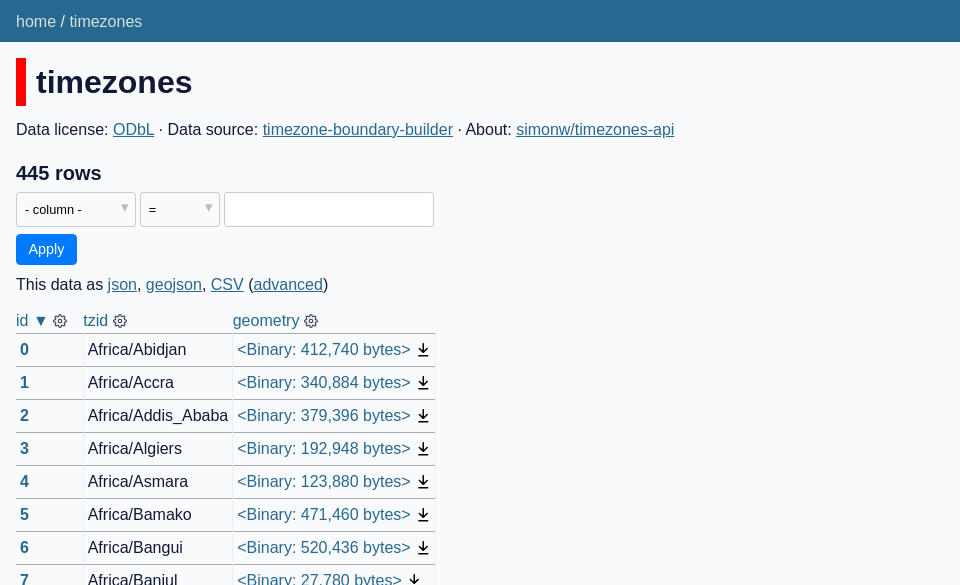 home / timezones
timezones
Data license: ODbL · Data source: timezone-boundary-builder · About: simonw/timezones-api
445 rows
- column - ▼ = ▼
Apply
This data as json, geojson, CSV (advanced)
id ▼ tzid geometry
0 Africa/Abidjan <Binary: 412,740 bytes>
1 Africa/Accra <Binary: 340,884 bytes>
2 Africa/Addis_Ababa <Binary: 379,396 bytes>
3 Africa/Algiers <Binary: 192,948 bytes>
4 Africa/Asmara <Binary: 123,880 bytes>
5 Africa/Bamako <Binary: 471,460 bytes>
6 Africa/Bangui <Binary: 520,436 bytes>
7 Africa/Banjul <Binary: 27,780 bytes>